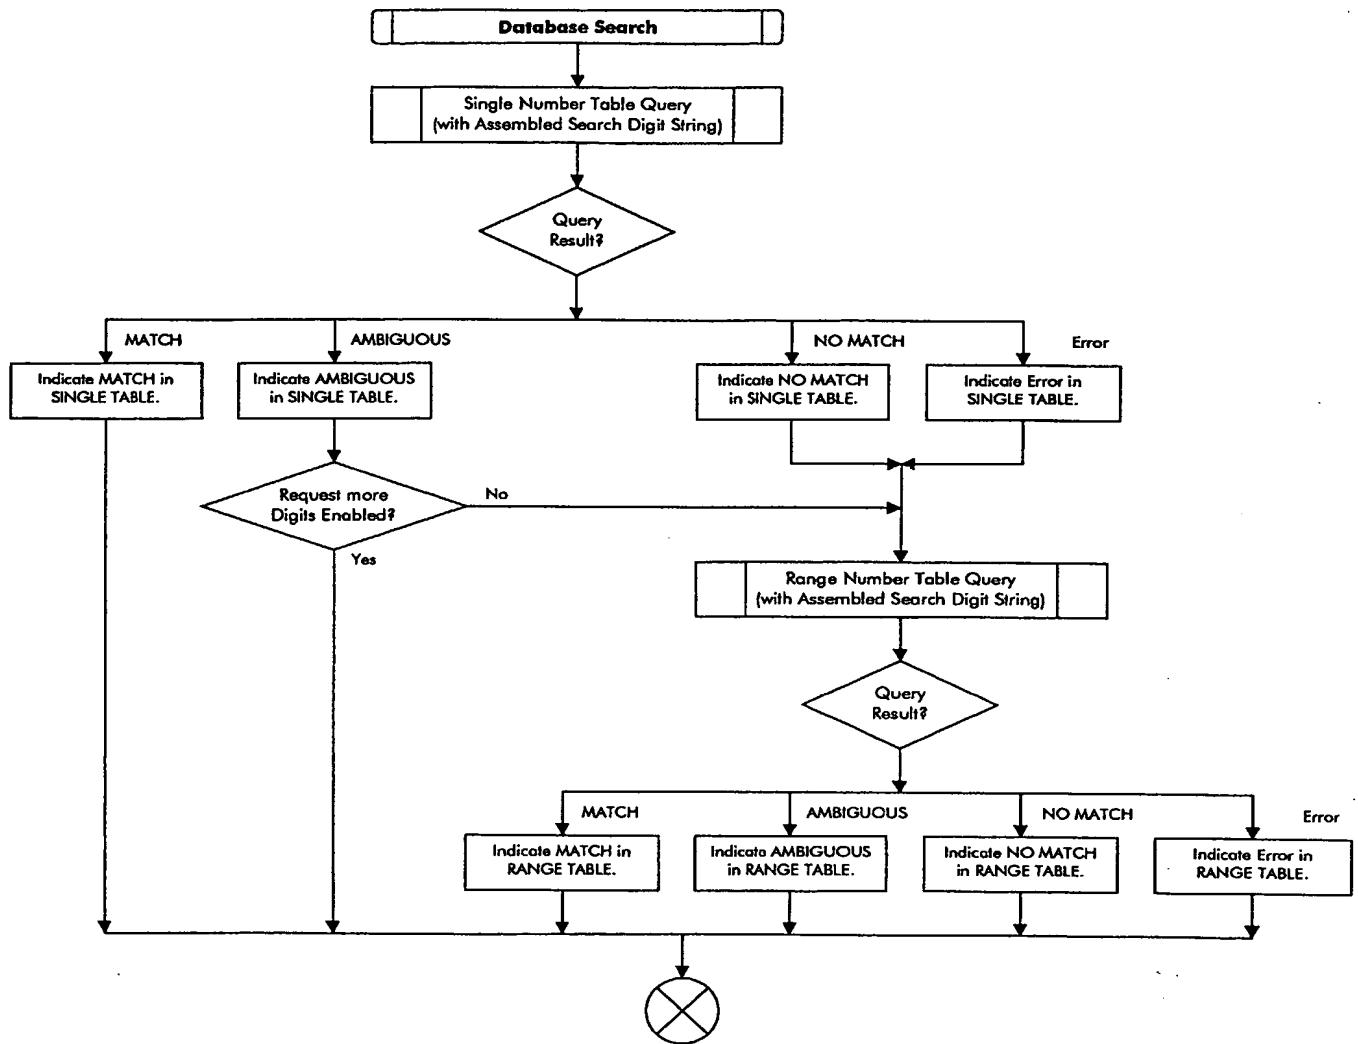 Database Search
Single Number Table Query
(with Assembled Search Digit String)
Query
Result?
MATCH
AMBIGUOUS
NO MATCH
Error
Indicate MATCH in
SINGLE TABLE.
Indicate AMBIGUOUS
in SINGLE TABLE.
Indicate NO MATCH
in SINGLE TABLE.
Indicate Error in
SINGLE TABLE.
Request more
Digits Enabled?
No
Yes
Range Number Table Query
(with Assembled Search Digit String)
Query
Result?
MATCH
AMBIGUOUS
NO MATCH
Error
Indicate MATCH in
RANGE TABLE.
Indicate AMBIGUOUS
in RANGE TABLE.
Indicate NO MATCH
in RANGE TABLE.
Indicate Error in
RANGE TABLE.